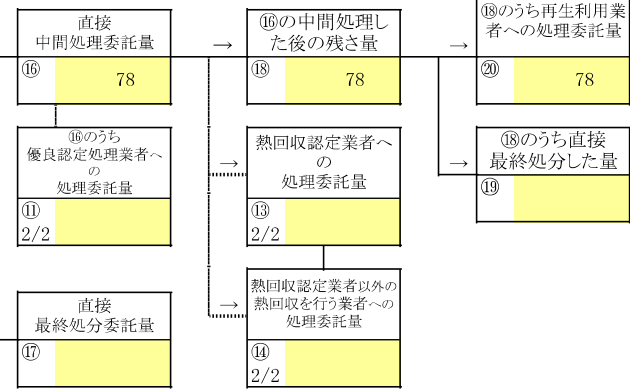 直接
中間処理委託量
⑯
78
→
⑯の中間処理し
た後の残さ量
⑱
78
→
⑱のうち再生利用業
者への処理委託量
⑳
78
⑯のうち
優良認定処理業者へ
の
処理委託量
⑪
2/2
→
熱回収認定業者へ
の
処理委託量
⑬
2/2
→
⑱のうち直接
最終処分した量
⑲
直接
最終処分委託量
⑰
→
熱回収認定業者以外の
熱回収を行う業者への
処理委託量
⑭
2/2